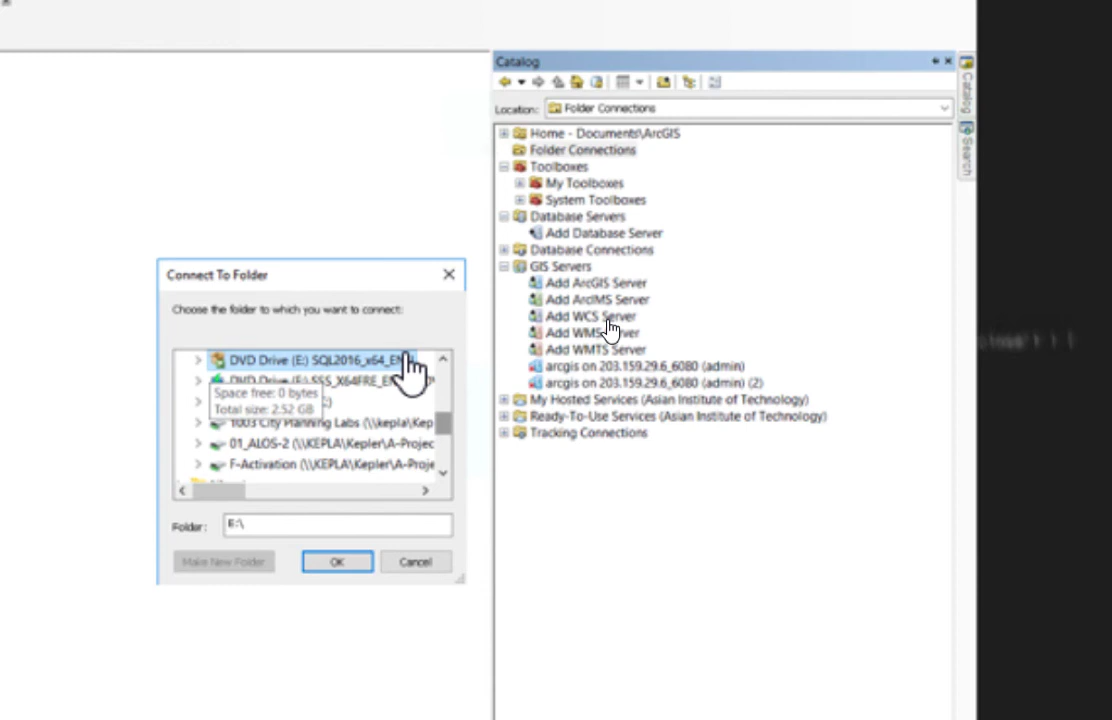 Catalog
Location: Folder Connections
Home - Documents\ArcGIS
Folder Connections
Toolboxes
My Toolboxes
System Toolboxes
Database Servers
Add Database Server
Database Connections
GIS Servers
Add ArcGIS Server
Add ArcIMS Server
Add WCS Server
Add WMS Server
Add WMTS Server
arcgis on 203.159.29.6_6080 (admin)
arcgis on 203.159.29.6_6080 (admin) (2)
My Hosted Services (Asian Institute of Technology)
Ready-To-Use Services (Asian Institute of Technology)
Tracking Connections
Catalog
Search
Connect To Folder
Choose the folder to which you want to connect:
DVD Drive (E:) SQL2016_x64_EN
DVD Drive (F:) SSS_X64FRE_EN
Space free: 0 bytes
Total size: 2.52 GB
1003 City Planning Labs (\\kepla\Kep
01_ALOS-2 (\\KEPLA\Kepler\A-Projec
F-Activation (\\KEPLA\Kepler\A-Proje
Folder: E:\
Make New Folder
OK
Cancel